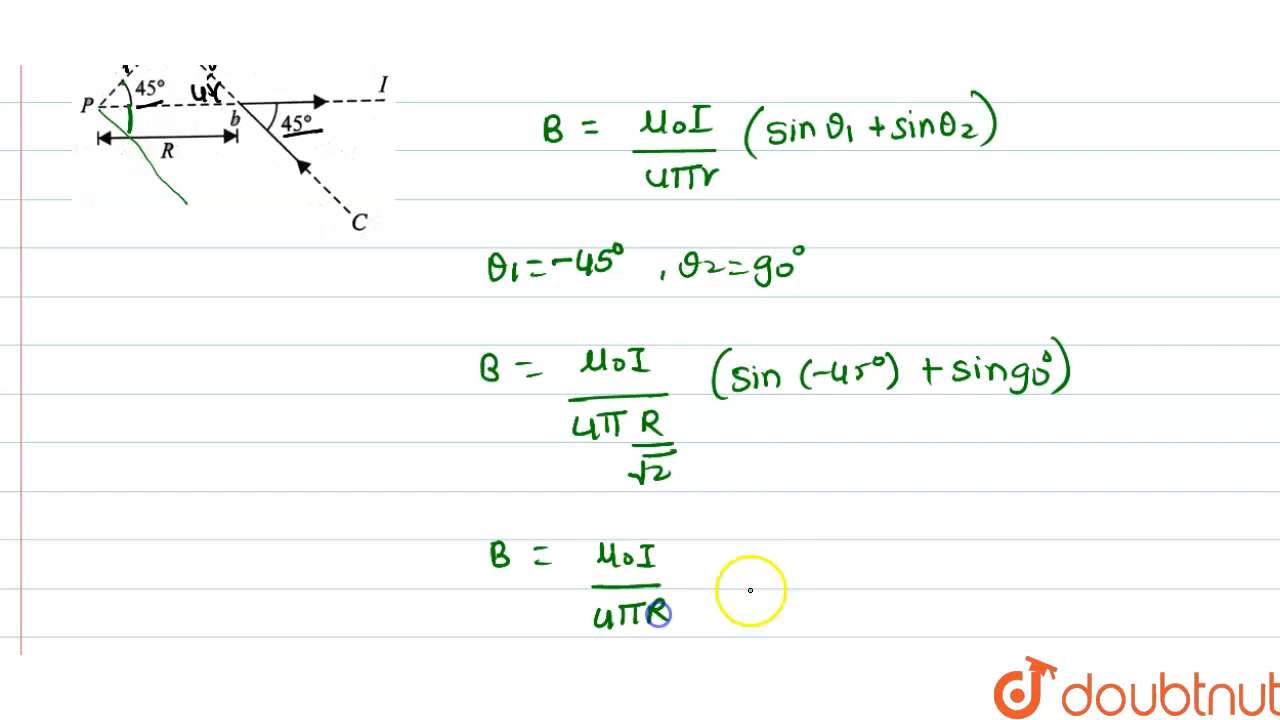 45°
45
P
I
b
45°
R
C
B = μ₀I / 4πr (sin θ₁ + sin θ₂)
θ₁ = -45° , θ₂ = 90°
B = μ₀I / 4π R/√2 (sin (-45°) + sin 90°)
B = μ₀I / 4πR
doubtnut